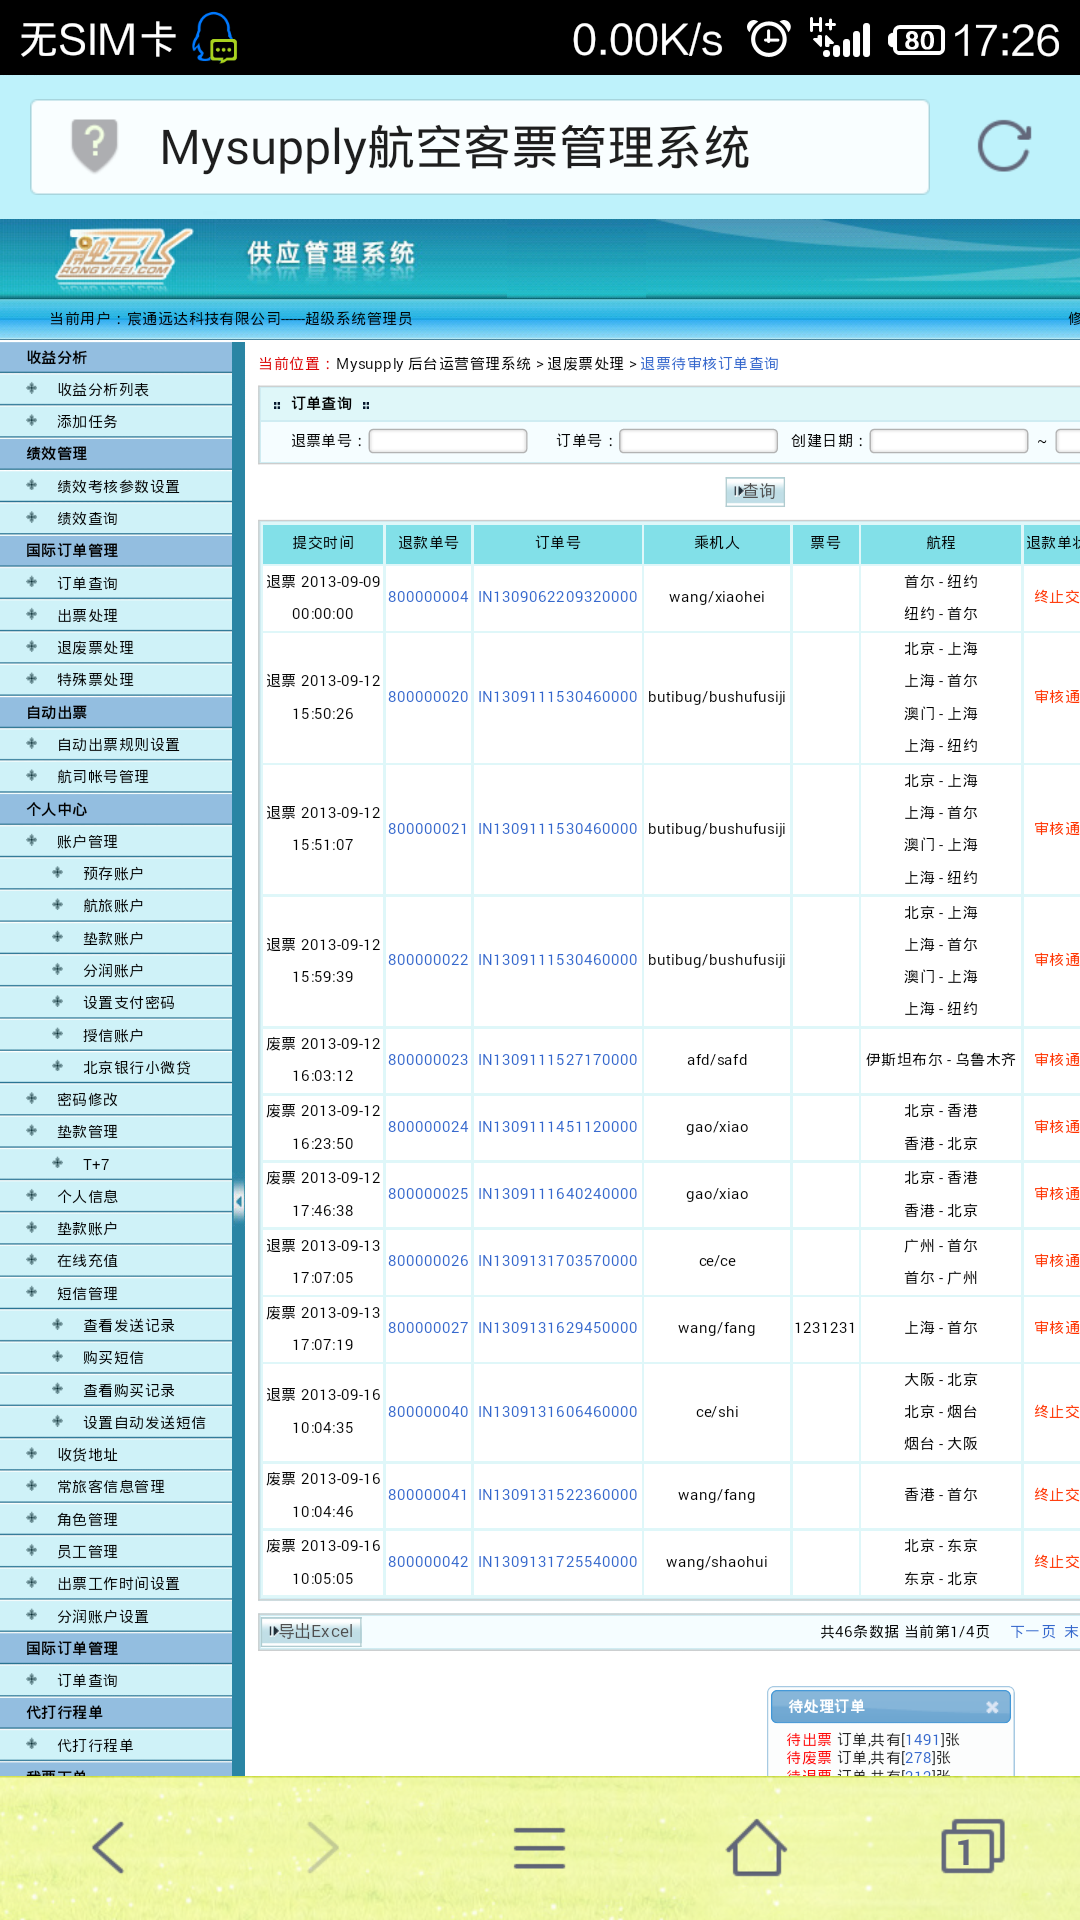 无SIM卡 0.00K/s H+ 80 17:26
Mysupply航空客票管理系统
融易飞 RONGYIFEI.COM 供应管理系统
当前用户：宸通远达科技有限公司-----超级系统管理员
收益分析
收益分析列表
添加任务
绩效管理
绩效考核参数设置
绩效查询
国际订单管理
订单查询
出票处理
退废票处理
特殊票处理
自动出票
自动出票规则设置
航司帐号管理
个人中心
账户管理
预存账户
航旅账户
垫款账户
分润账户
设置支付密码
授信账户
北京银行小微贷
密码修改
垫款管理
T+7
个人信息
垫款账户
在线充值
短信管理
查看发送记录
购买短信
查看购买记录
设置自动发送短信
收货地址
常旅客信息管理
角色管理
员工管理
出票工作时间设置
分润账户设置
国际订单管理
订单查询
代打行程单
代打行程单
当前位置：Mysupply 后台运营管理系统 > 退废票处理 > 退票待审核订单查询
订单查询
退票单号： 订单号： 创建日期： ~
查询
提交时间 退款单号 订单号 乘机人 票号 航程 退款单状
退票 2013-09-09 00:00:00 800000004 IN1309062209320000 wang/xiaohei 首尔 - 纽约 纽约 - 首尔 终止交
退票 2013-09-12 15:50:26 800000020 IN1309111530460000 butibug/bushufusiji 北京 - 上海 上海 - 首尔 澳门 - 上海 上海 - 纽约 审核通
退票 2013-09-12 15:51:07 800000021 IN1309111530460000 butibug/bushufusiji 北京 - 上海 上海 - 首尔 澳门 - 上海 上海 - 纽约 审核通
退票 2013-09-12 15:59:39 800000022 IN1309111530460000 butibug/bushufusiji 北京 - 上海 上海 - 首尔 澳门 - 上海 上海 - 纽约 审核通
废票 2013-09-12 16:03:12 800000023 IN1309111527170000 afd/safd 伊斯坦布尔 - 乌鲁木齐 审核通
废票 2013-09-12 16:23:50 800000024 IN1309111451120000 gao/xiao 北京 - 香港 香港 - 北京 审核通
废票 2013-09-12 17:46:38 800000025 IN1309111640240000 gao/xiao 北京 - 香港 香港 - 北京 审核通
退票 2013-09-13 17:07:05 800000026 IN1309131703570000 ce/ce 广州 - 首尔 首尔 - 广州 审核通
废票 2013-09-13 17:07:19 800000027 IN1309131629450000 wang/fang 1231231 上海 - 首尔 审核通
退票 2013-09-16 10:04:35 800000040 IN1309131606460000 ce/shi 大阪 - 北京 北京 - 烟台 烟台 - 大阪 终止交
废票 2013-09-16 10:04:46 800000041 IN1309131522360000 wang/fang 香港 - 首尔 终止交
废票 2013-09-16 10:05:05 800000042 IN1309131725540000 wang/shaohui 北京 - 东京 东京 - 北京 终止交
导出Excel 共46条数据 当前第1/4页 下一页 末
待处理订单
待出票 订单,共有[1491]张
待废票 订单,共有[278]张
1